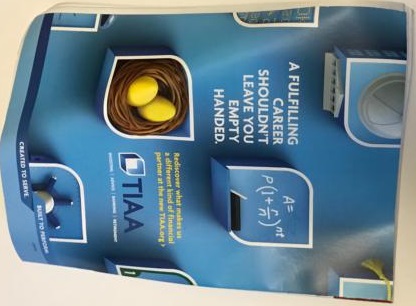 A FULFILLING
CAREER
SHOULDN'T
LEAVE YOU
EMPTY
HANDED.
A=
P(1+r/n)^nt
Rediscover what makes us
a different kind of financial
partner at the new TIAA.org
TIAA
CREATED TO SERVE.
BUILT TO PERFORM.